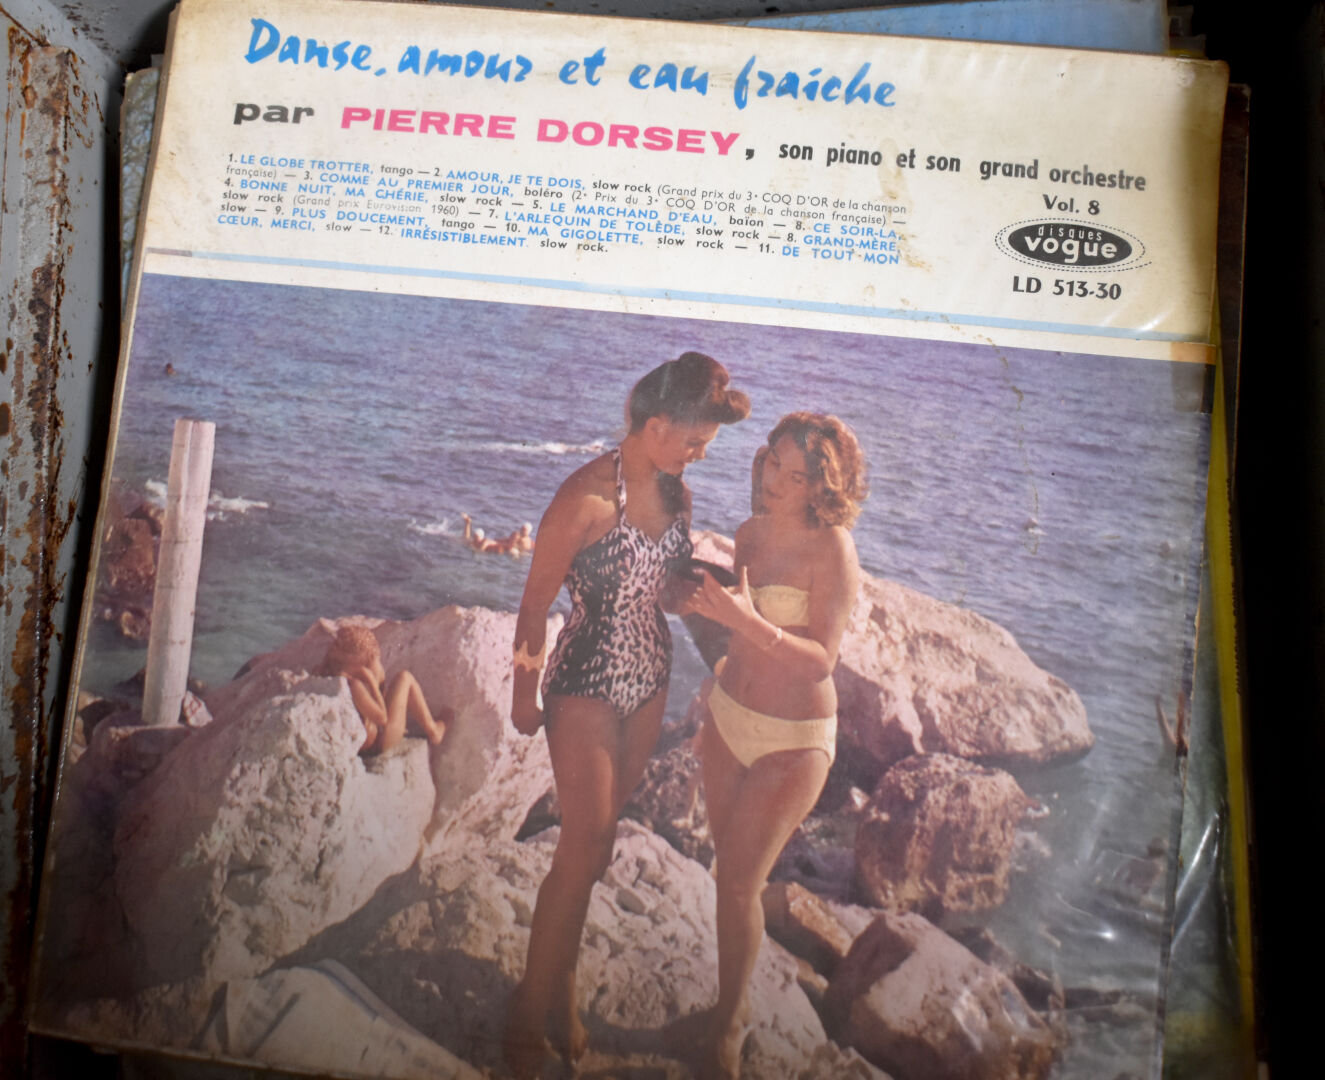 Danse, amour et eau fraîche
par PIERRE DORSEY, son piano et son grand orchestre
Vol. 8
1. LE GLOBE TROTTER, tango — 2. AMOUR, JE TE DOIS, slow rock (Grand prix du 3e COQ D'OR de la chanson
française) — 3. COMME AU PREMIER JOUR, boléro (2e Prix du 3e COQ D'OR de la chanson française) —
4. BONNE NUIT, MA CHÉRIE, slow rock — 5. LE MARCHAND D'EAU, baïon — 8. CE SOIR-LA,
slow rock (Grand prix Eurovision 1960) — 7. L'ARLEQUIN DE TOLÈDE, slow rock — 8. GRAND-MÈRE,
slow — 9. PLUS DOUCEMENT, tango — 10. MA GIGOLETTE, slow rock — 11. DE TOUT MON
CŒUR, MERCI, slow — 12. IRRÉSISTIBLEMENT. slow rock.
disques
vogue
LD 513-30